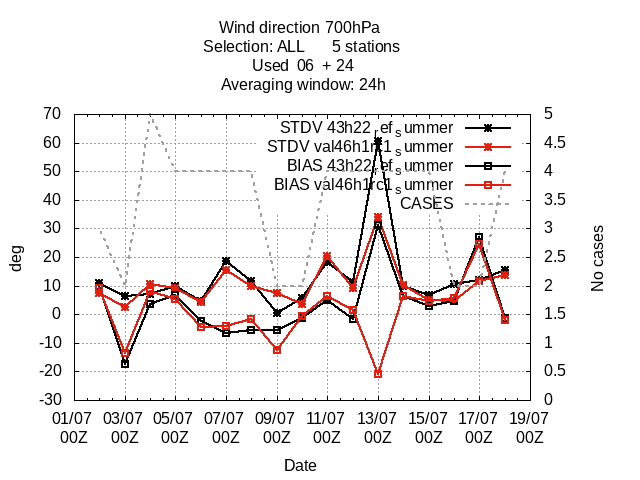 Wind direction 700hPa
Selection: ALL 5 stations
Used 06 + 24
Averaging window: 24h
STDV 43h22refsummer
STDV val46h1rc1summer
BIAS 43h22refsummer
BIAS val46h1rc1summer
CASES
70
60
50
40
30
20
10
0
-10
-20
-30
deg
5
4.5
4
3.5
3
2.5
2
1.5
1
0.5
0
No cases
01/07 03/07 05/07 07/07 09/07 11/07 13/07 15/07 17/07 19/07
00Z 00Z 00Z 00Z 00Z 00Z 00Z 00Z 00Z 00Z
Date